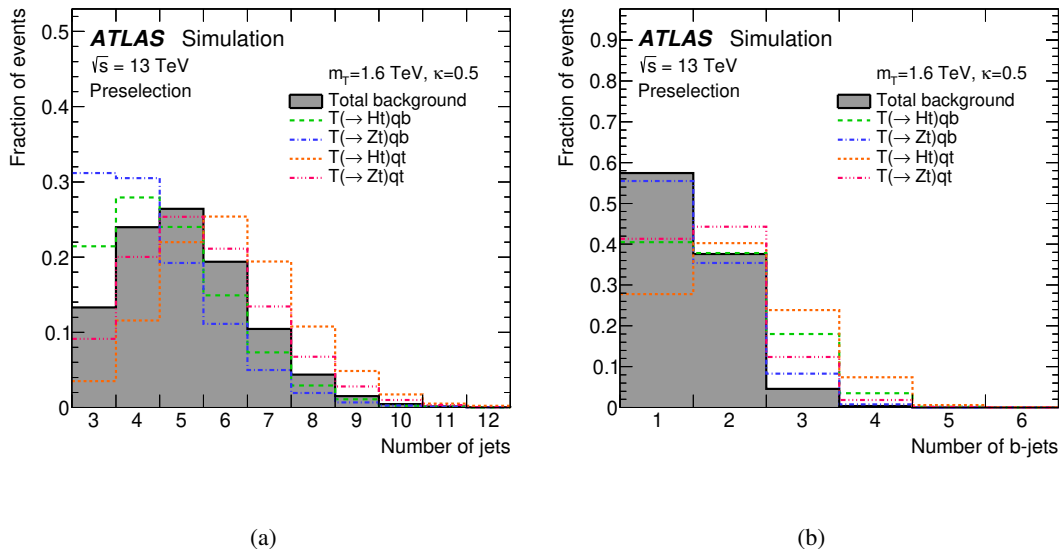 Fraction of events
0.5
0.4
0.3
0.2
0.1
0
ATLAS Simulation
√s = 13 TeV
Preselection
m_T=1.6 TeV, κ=0.5
Total background
T(→ Ht)qb
T(→ Zt)qb
T(→ Ht)qt
T(→ Zt)qt
3 4 5 6 7 8 9 10 11 12
Number of jets
(a)
Fraction of events
0.9
0.8
0.7
0.6
0.5
0.4
0.3
0.2
0.1
0
ATLAS Simulation
√s = 13 TeV
Preselection
m_T=1.6 TeV, κ=0.5
Total background
T(→ Ht)qb
T(→ Zt)qb
T(→ Ht)qt
T(→ Zt)qt
1 2 3 4 5 6
Number of b-jets
(b)